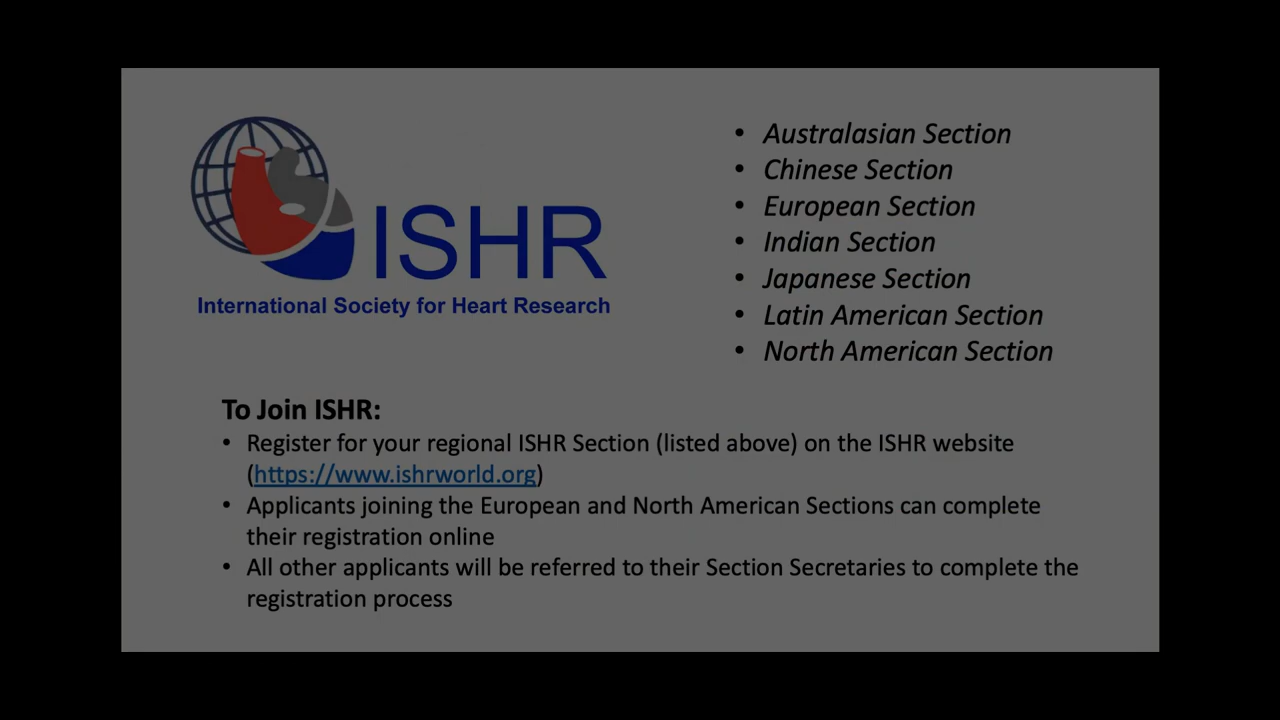 ISHR
International Society for Heart Research
• Australasian Section
• Chinese Section
• European Section
• Indian Section
• Japanese Section
• Latin American Section
• North American Section
To Join ISHR:
• Register for your regional ISHR Section (listed above) on the ISHR website
(https://www.ishrworld.org)
• Applicants joining the European and North American Sections can complete
their registration online
• All other applicants will be referred to their Section Secretaries to complete the
registration process